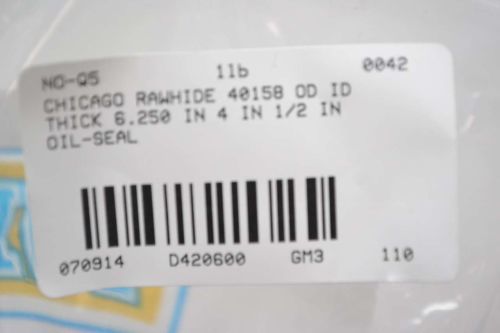 NO-Q5 1lb 0042
CHICAGO RAWHIDE 40158 OD ID
THICK 6.250 IN 4 IN 1/2 IN
OIL-SEAL
070914 D420600 GM3 110